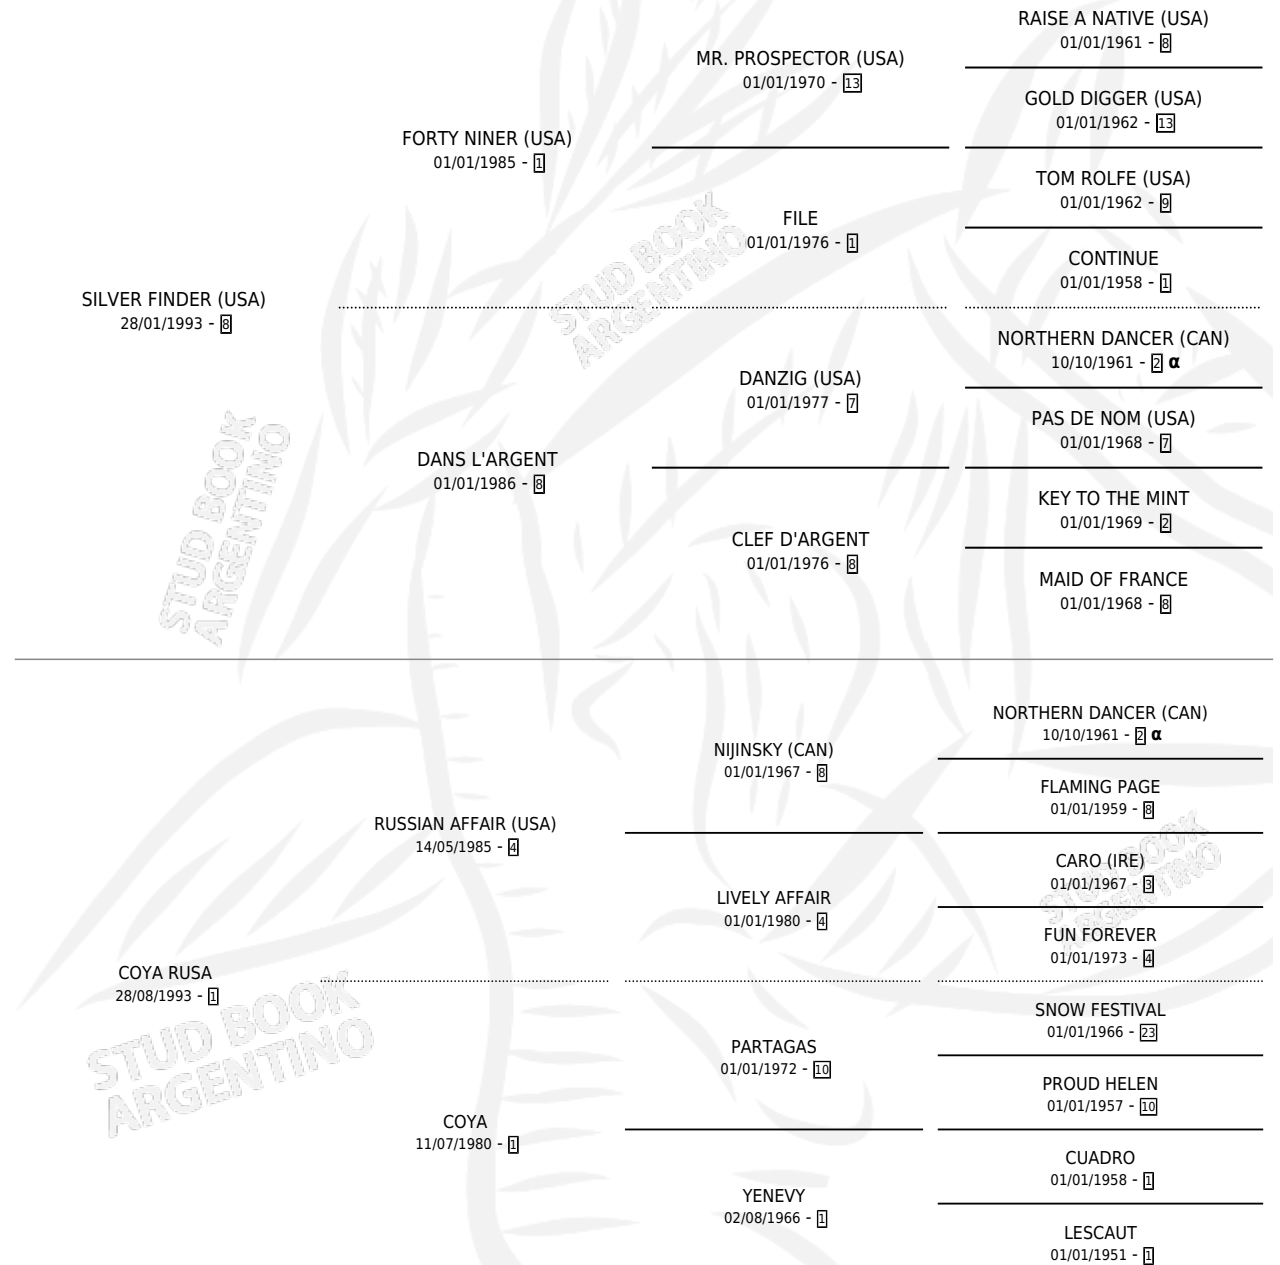 RAISE A NATIVE (USA)
01/01/1961 - 8
MR. PROSPECTOR (USA)
01/01/1970 - 13
GOLD DIGGER (USA)
01/01/1962 - 13
FORTY NINER (USA)
01/01/1985 - 1
TOM ROLFE (USA)
01/01/1962 - 9
FILE
01/01/1976 - 1
CONTINUE
01/01/1958 - 1
SILVER FINDER (USA)
28/01/1993 - 8
NORTHERN DANCER (CAN)
10/10/1961 - 2 α
DANZIG (USA)
01/01/1977 - 7
PAS DE NOM (USA)
01/01/1968 - 7
DANS L'ARGENT
01/01/1986 - 8
KEY TO THE MINT
01/01/1969 - 2
CLEF D'ARGENT
01/01/1976 - 8
MAID OF FRANCE
01/01/1968 - 8
STUD BOOK
ARGENTINO
STUD BOOK
ARGENTINO
NORTHERN DANCER (CAN)
10/10/1961 - 2 α
NIJINSKY (CAN)
01/01/1967 - 8
FLAMING PAGE
01/01/1959 - 8
RUSSIAN AFFAIR (USA)
14/05/1985 - 4
CARO (IRE)
01/01/1967 - 3
LIVELY AFFAIR
01/01/1980 - 4
FUN FOREVER
01/01/1973 - 4
COYA RUSA
28/08/1993 - 1
SNOW FESTIVAL
01/01/1966 - 23
PARTAGAS
01/01/1972 - 10
PROUD HELEN
01/01/1957 - 10
COYA
11/07/1980 - 1
CUADRO
01/01/1958 - 1
YENEVY
02/08/1966 - 1
LESCAUT
01/01/1951 - 1
STUD BOOK
ARGENTINO
STUD BOOK
ARGENTINO